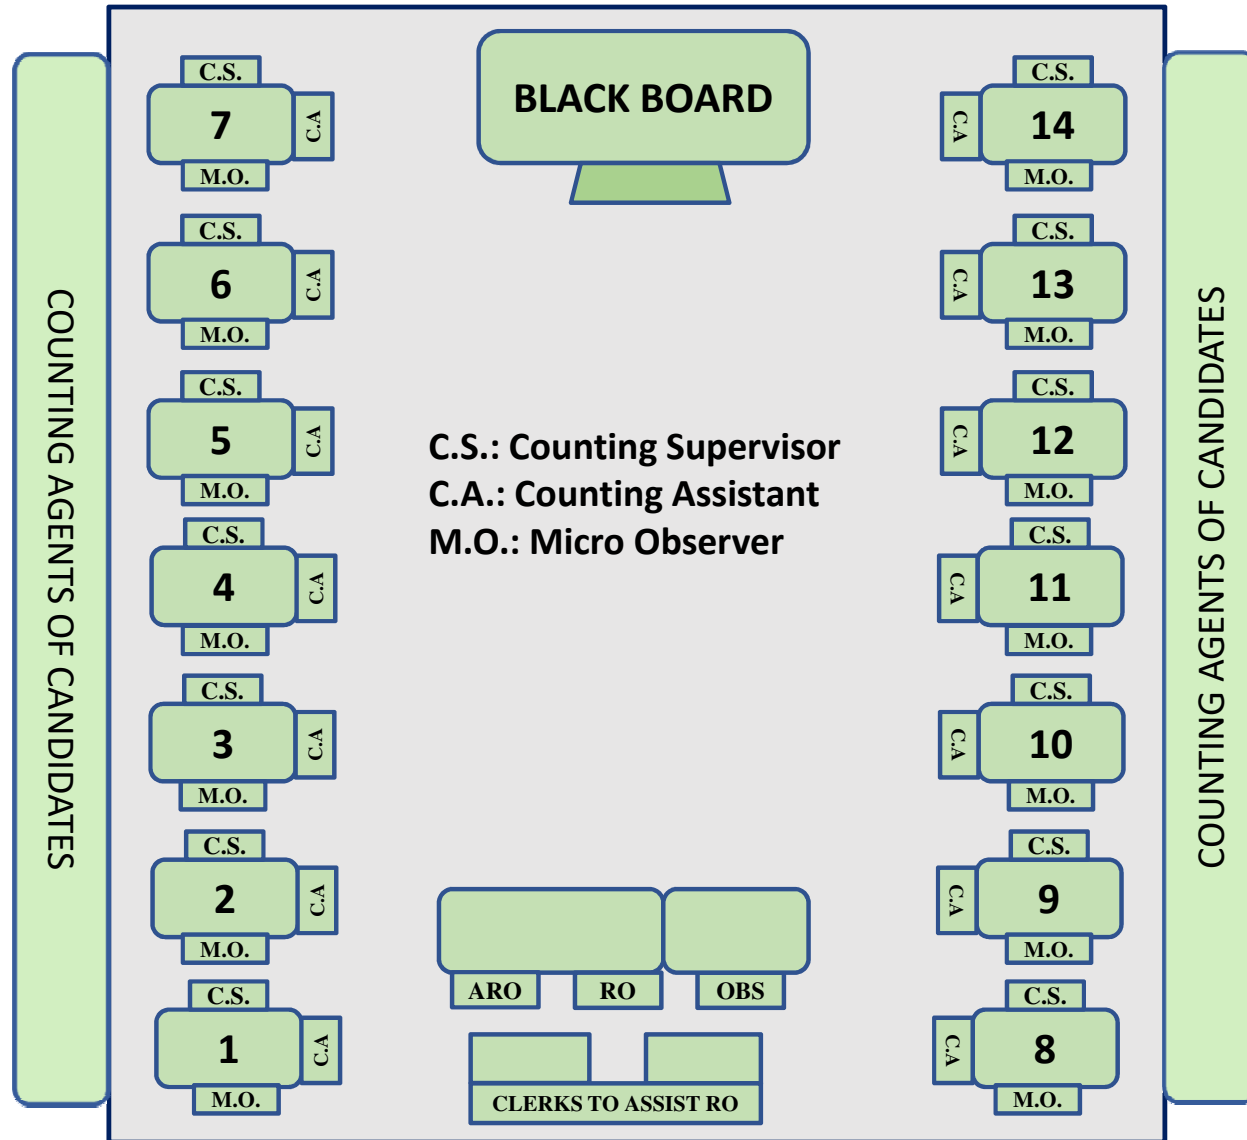 BLACK BOARD
COUNTING AGENTS OF CANDIDATES
C.S.
7
C.A
M.O.
C.S.
6
C.A
M.O.
C.S.
5
C.A
M.O.
C.S.
4
C.A
M.O.
C.S.
3
C.A
M.O.
C.S.
2
C.A
M.O.
C.S.
1
C.A
M.O.
C.S.: Counting Supervisor
C.A.: Counting Assistant
M.O.: Micro Observer
ARO
RO
OBS
CLERKS TO ASSIST RO
C.S.
C.A
14
M.O.
C.S.
C.A
13
M.O.
C.S.
C.A
12
M.O.
C.S.
C.A
11
M.O.
C.S.
C.A
10
M.O.
C.S.
C.A
9
M.O.
C.S.
C.A
8
M.O.
COUNTING AGENTS OF CANDIDATES